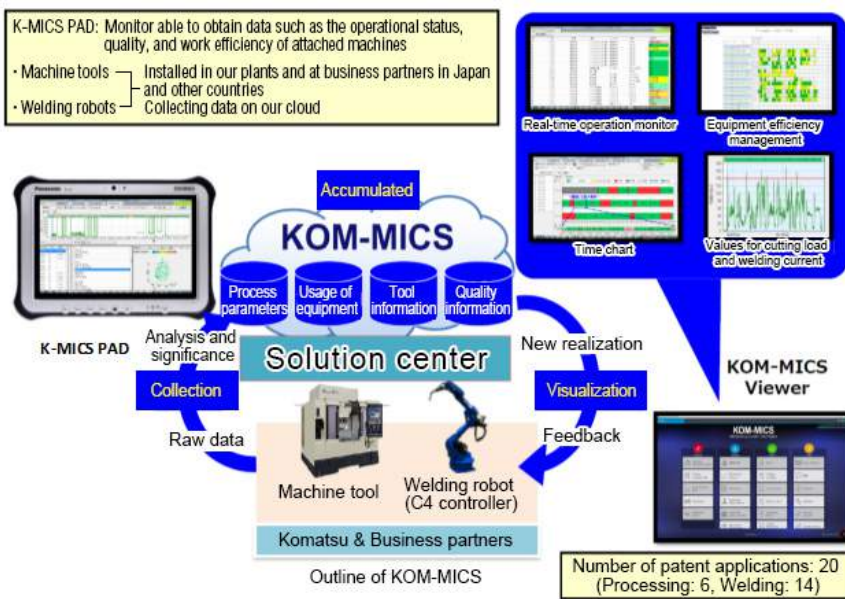 K-MICS PAD: Monitor able to obtain data such as the operational status,
quality, and work efficiency of attached machines
・Machine tools
Installed in our plants and at business partners in Japan
and other countries
・Welding robots
Collecting data on our cloud
Real-time operation monitor
Equipment efficiency
management
Time chart
Values for cutting load
and welding current
Panasonic
K-MICS PAD
Accumulated
KOM-MICS
Process
parameters
Usage of
equipment
Tool
information
Quality
information
Analysis and
significance
Solution center
New realization
Collection
Visualization
Raw data
Feedback
Machine tool
Welding robot
(C4 controller)
Komatsu & Business partners
Outline of KOM-MICS
KOM-MICS
Viewer
KOM-MICS
Number of patent applications: 20
(Processing: 6, Welding: 14)